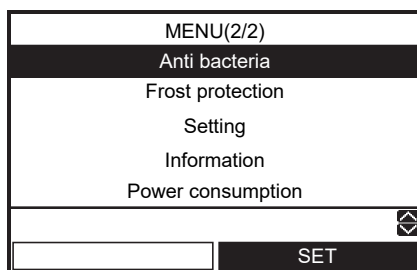 MENU(2/2)
Anti bacteria
Frost protection
Setting
Information
Power consumption
SET